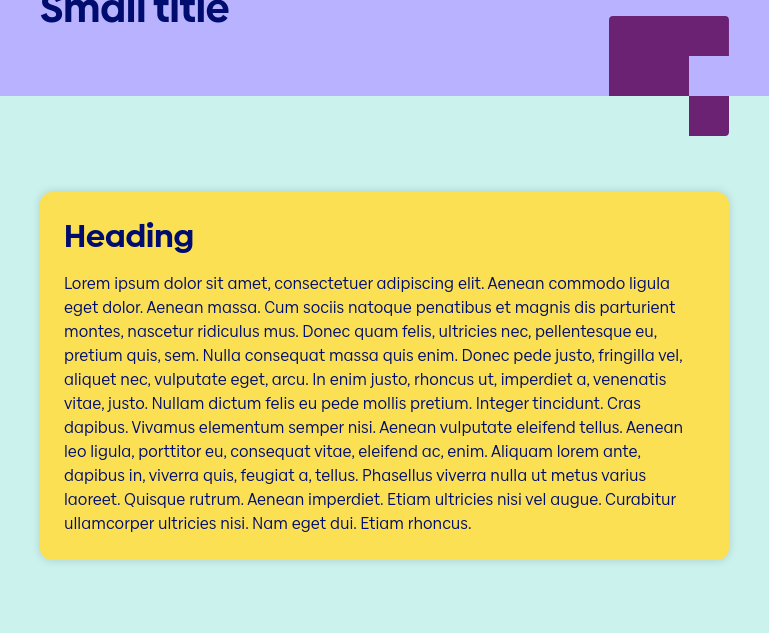 Small title
Heading
Lorem ipsum dolor sit amet, consectetuer adipiscing elit. Aenean commodo ligula
eget dolor. Aenean massa. Cum sociis natoque penatibus et magnis dis parturient
montes, nascetur ridiculus mus. Donec quam felis, ultricies nec, pellentesque eu,
pretium quis, sem. Nulla consequat massa quis enim. Donec pede justo, fringilla vel,
aliquet nec, vulputate eget, arcu. In enim justo, rhoncus ut, imperdiet a, venenatis
vitae, justo. Nullam dictum felis eu pede mollis pretium. Integer tincidunt. Cras
dapibus. Vivamus elementum semper nisi. Aenean vulputate eleifend tellus. Aenean
leo ligula, porttitor eu, consequat vitae, eleifend ac, enim. Aliquam lorem ante,
dapibus in, viverra quis, feugiat a, tellus. Phasellus viverra nulla ut metus varius
laoreet. Quisque rutrum. Aenean imperdiet. Etiam ultricies nisi vel augue. Curabitur
ullamcorper ultricies nisi. Nam eget dui. Etiam rhoncus.